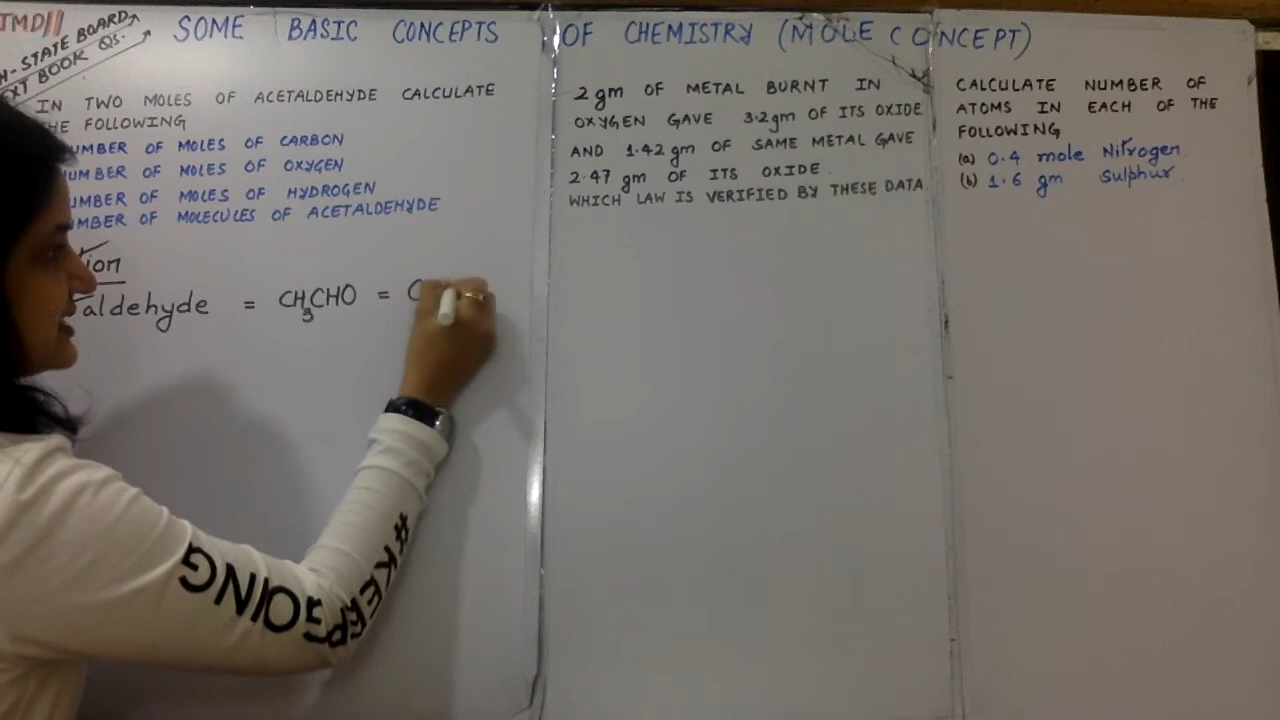 TMD//
H-STATE BOARD
TEXT BOOK QS.
SOME BASIC CONCEPTS OF CHEMISTRY (MOLE CONCEPT)
IN TWO MOLES OF ACETALDEHYDE CALCULATE
HE FOLLOWING
UMBER OF MOLES OF CARBON
NUMBER OF MOLES OF OXYGEN
UMBER OF MOLES OF HYDROGEN
UMBER OF MOLECULES OF ACETALDEHYDE
ion
aldehyde = CH3CHO = C
2 gm OF METAL BURNT IN
OXYGEN GAVE 3.2 gm OF ITS OXIDE
AND 1.42 gm OF SAME METAL GAVE
2.47 gm OF ITS OXIDE.
WHICH LAW IS VERIFIED BY THESE DATA.
CALCULATE NUMBER OF
ATOMS IN EACH OF THE
FOLLOWING
(a) 0.4 mole Nitrogen.
(b) 1.6 gm Sulphur.
#KEEPGOING